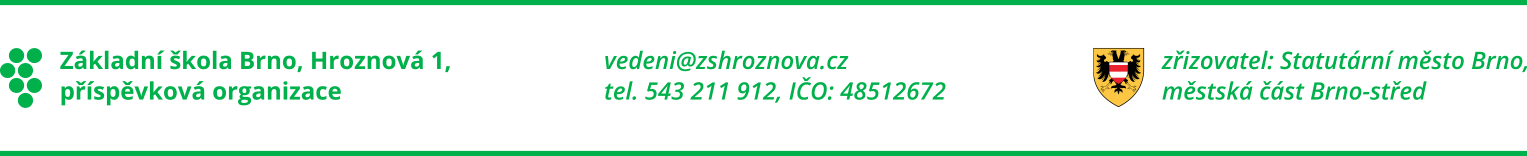 Základní škola Brno, Hroznová 1,
příspěvková organizace
vedeni@zshroznova.cz
tel. 543 211 912, IČO: 48512672
zřizovatel: Statutární město Brno,
městská část Brno-střed